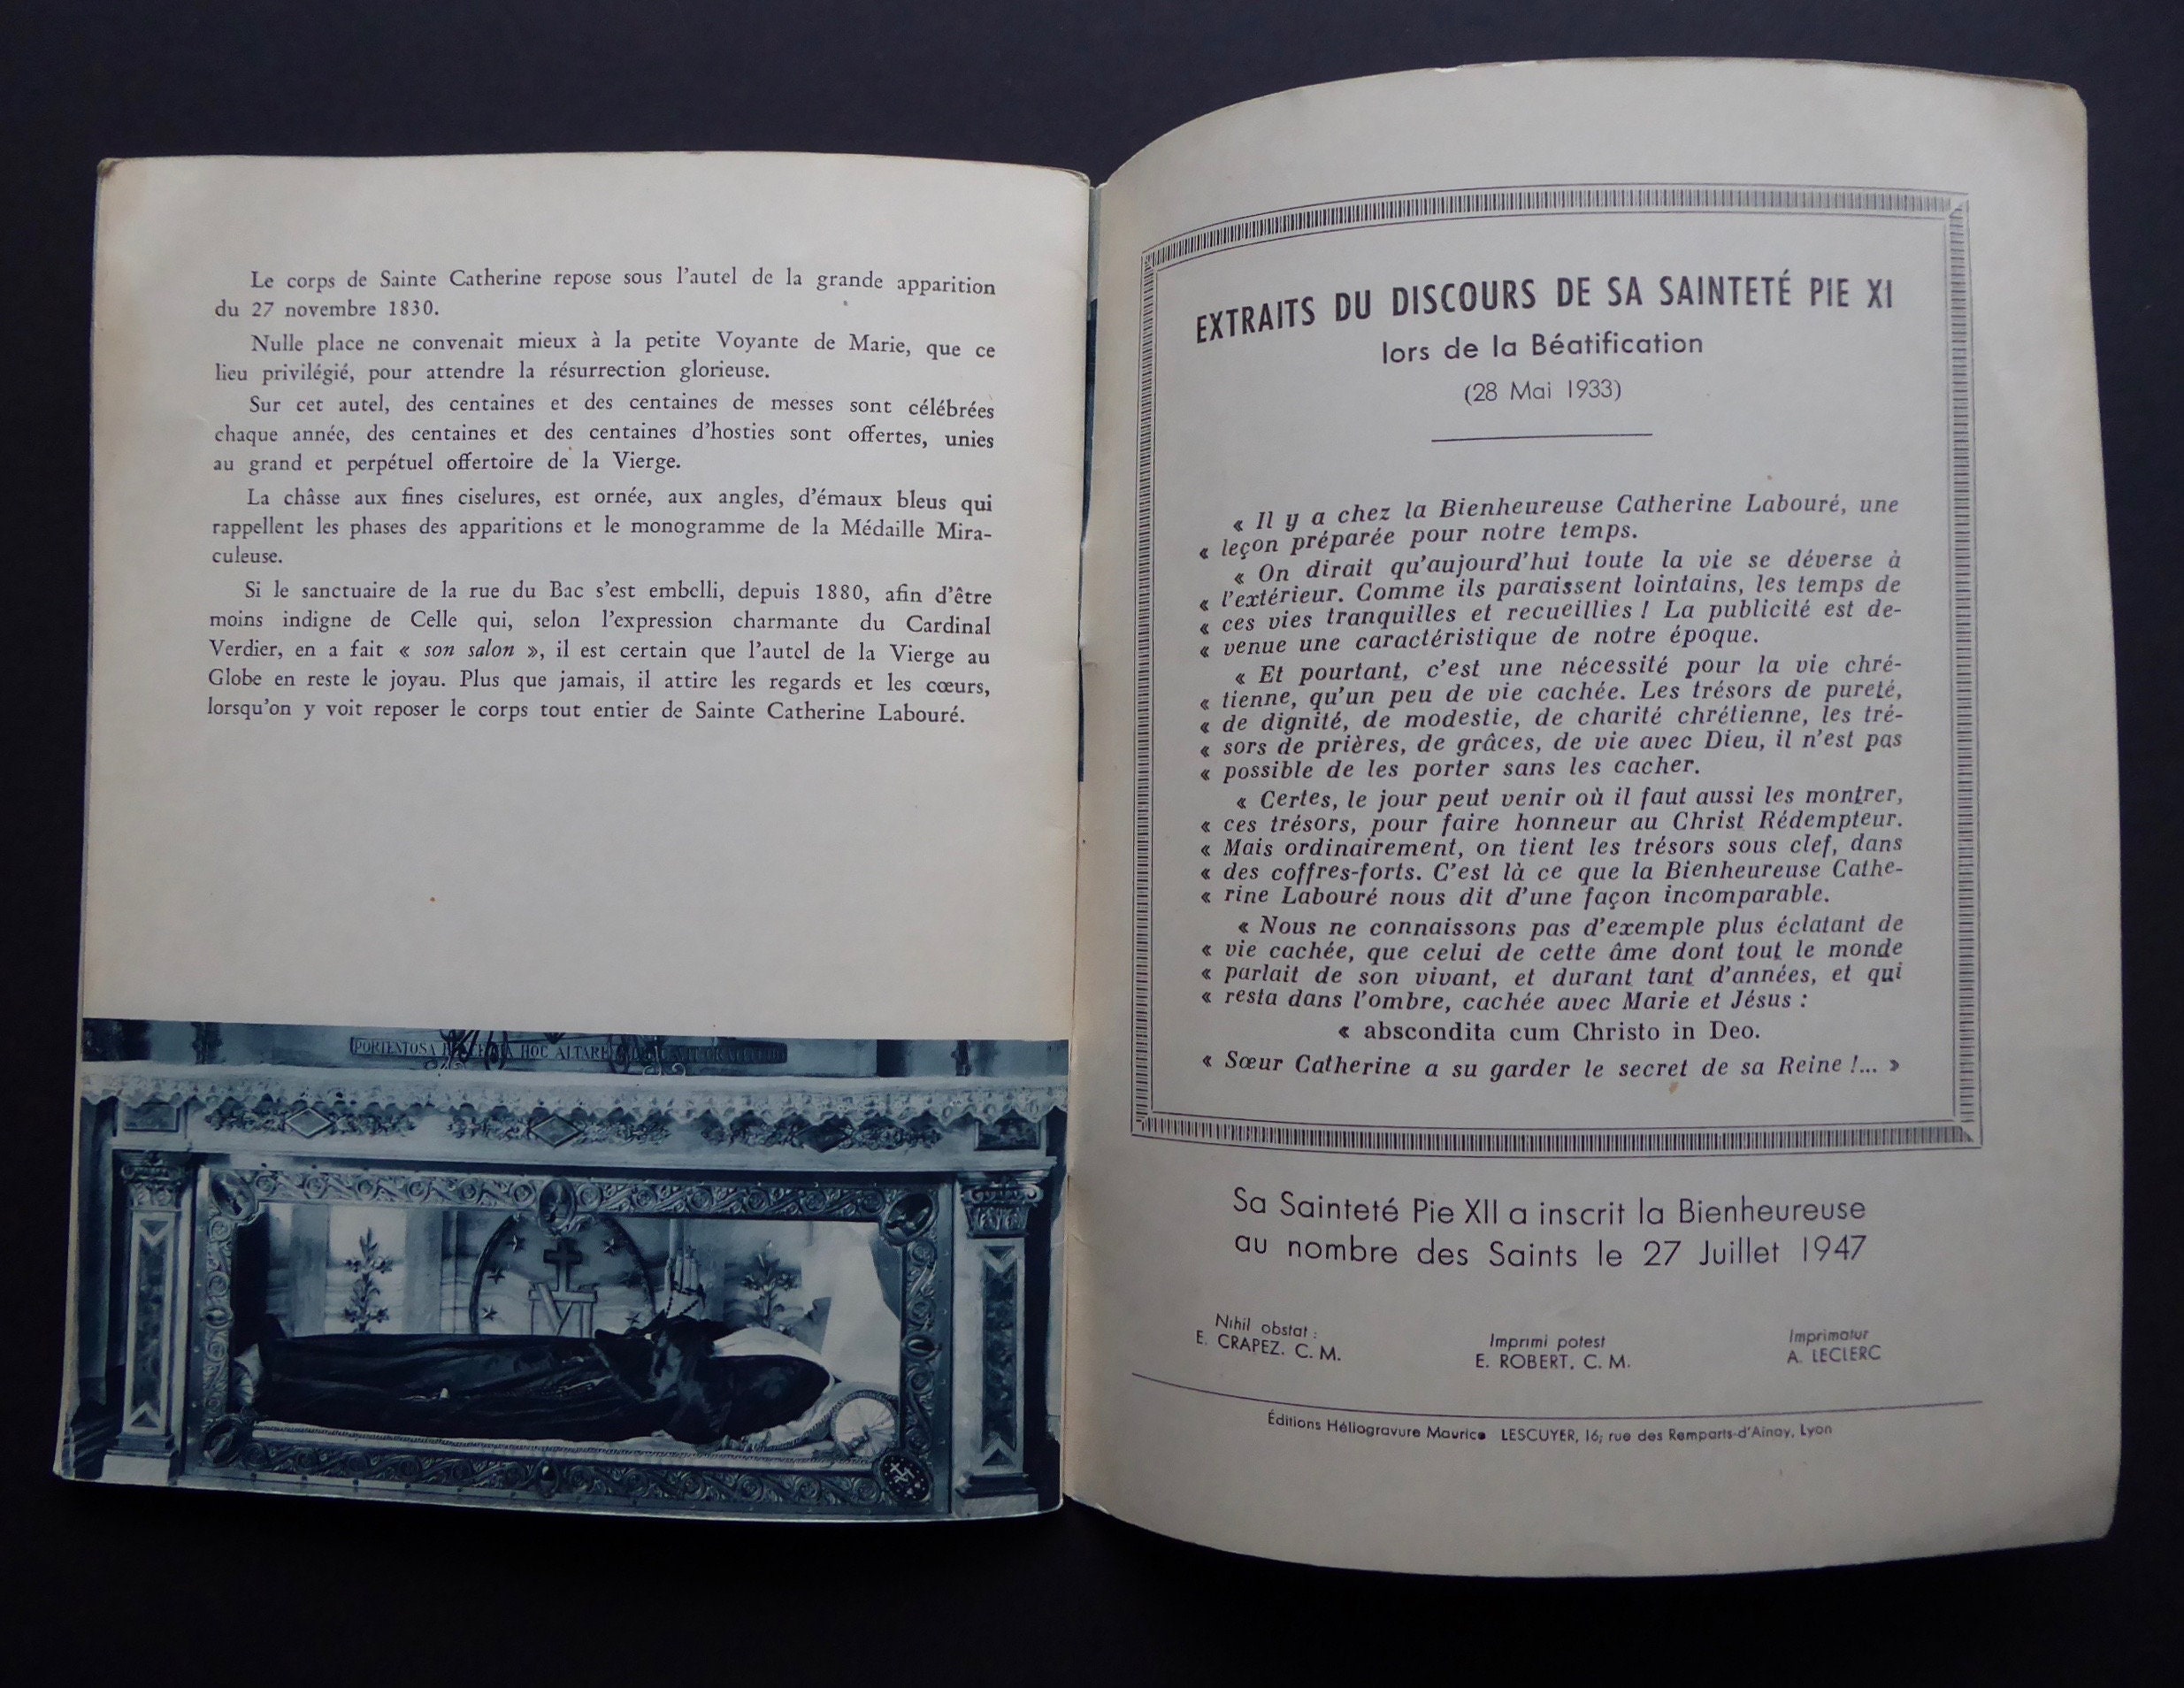 Le corps de Sainte Catherine repose sous l'autel de la grande apparition
du 27 novembre 1830.
Nulle place ne convenait mieux à la petite Voyante de Marie, que ce
lieu privilégié, pour attendre la résurrection glorieuse.
Sur cet autel, des centaines et des centaines de messes sont célébrées
chaque année, des centaines et des centaines d'hosties sont offertes, unies
au grand et perpétuel offertoire de la Vierge.
La châsse aux fines ciselures, est ornée, aux angles, d'émaux bleus qui
rappellent les phases des apparitions et le monogramme de la Médaille Mira-
culeuse.
Si le sanctuaire de la rue du Bac s'est embelli, depuis 1880, afin d'être
moins indigne de Celle qui, selon l'expression charmante du Cardinal
Verdier, en a fait « son salon », il est certain que l'autel de la Vierge au
Globe en reste le joyau. Plus que jamais, il attire les regards et les cœurs,
lorsqu'on y voit reposer le corps tout entier de Sainte Catherine Labouré.
PORTENTOSA HOC ALTARE
EXTRAITS DU DISCOURS DE SA SAINTETÉ PIE XI
lors de la Béatification
(28 Mai 1933)
« Il y a chez la Bienheureuse Catherine Labouré, une
« leçon préparée pour notre temps.
« On dirait qu'aujourd'hui toute la vie se déverse à
« l'extérieur. Comme ils paraissent lointains, les temps de
« ces vies tranquilles et recueillies ! La publicité est de-
« venue une caractéristique de notre époque.
« Et pourtant, c'est une nécessité pour la vie chré-
« tienne, qu'un peu de vie cachée. Les trésors de pureté,
« de dignité, de modestie, de charité chrétienne, les tré-
« sors de prières, de grâces, de vie avec Dieu, il n'est pas
« possible de les porter sans les cacher.
« Certes, le jour peut venir où il faut aussi les montrer,
« ces trésors, pour faire honneur au Christ Rédempteur.
« Mais ordinairement, on tient les trésors sous clef, dans
« des coffres-forts. C'est là ce que la Bienheureuse Cathe-
« rine Labouré nous dit d'une façon incomparable.
« Nous ne connaissons pas d'exemple plus éclatant de
« vie cachée, que celui de cette âme dont tout le monde
« parlait de son vivant, et durant tant d'années, et qui
« resta dans l'ombre, cachée avec Marie et Jésus :
« abscondita cum Christo in Deo.
« Sœur Catherine a su garder le secret de sa Reine !... »
Sa Sainteté Pie XII a inscrit la Bienheureuse
au nombre des Saints le 27 Juillet 1947
Nihil obstat :
E. CRAPEZ. C. M.
Imprimi potest
E. ROBERT. C. M.
Imprimatur
A. LECLERC
Éditions Héliogravure Maurice LESCUYER, 16, rue des Remparts-d'Ainay, Lyon